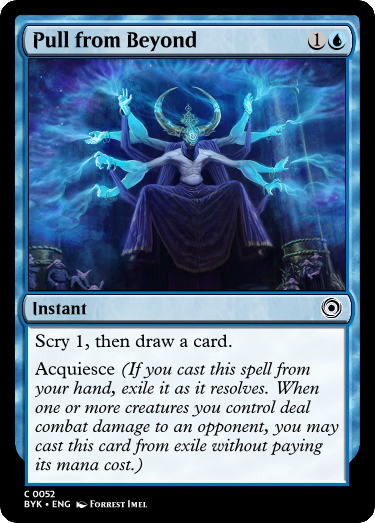 Pull from Beyond 1
Instant
Scry 1, then draw a card.
Acquiesce (If you cast this spell from
your hand, exile it as it resolves. When
one or more creatures you control deal
combat damage to an opponent, you may
cast this card from exile without paying
its mana cost.)
C 0052
BYK • ENG Forrest Imel